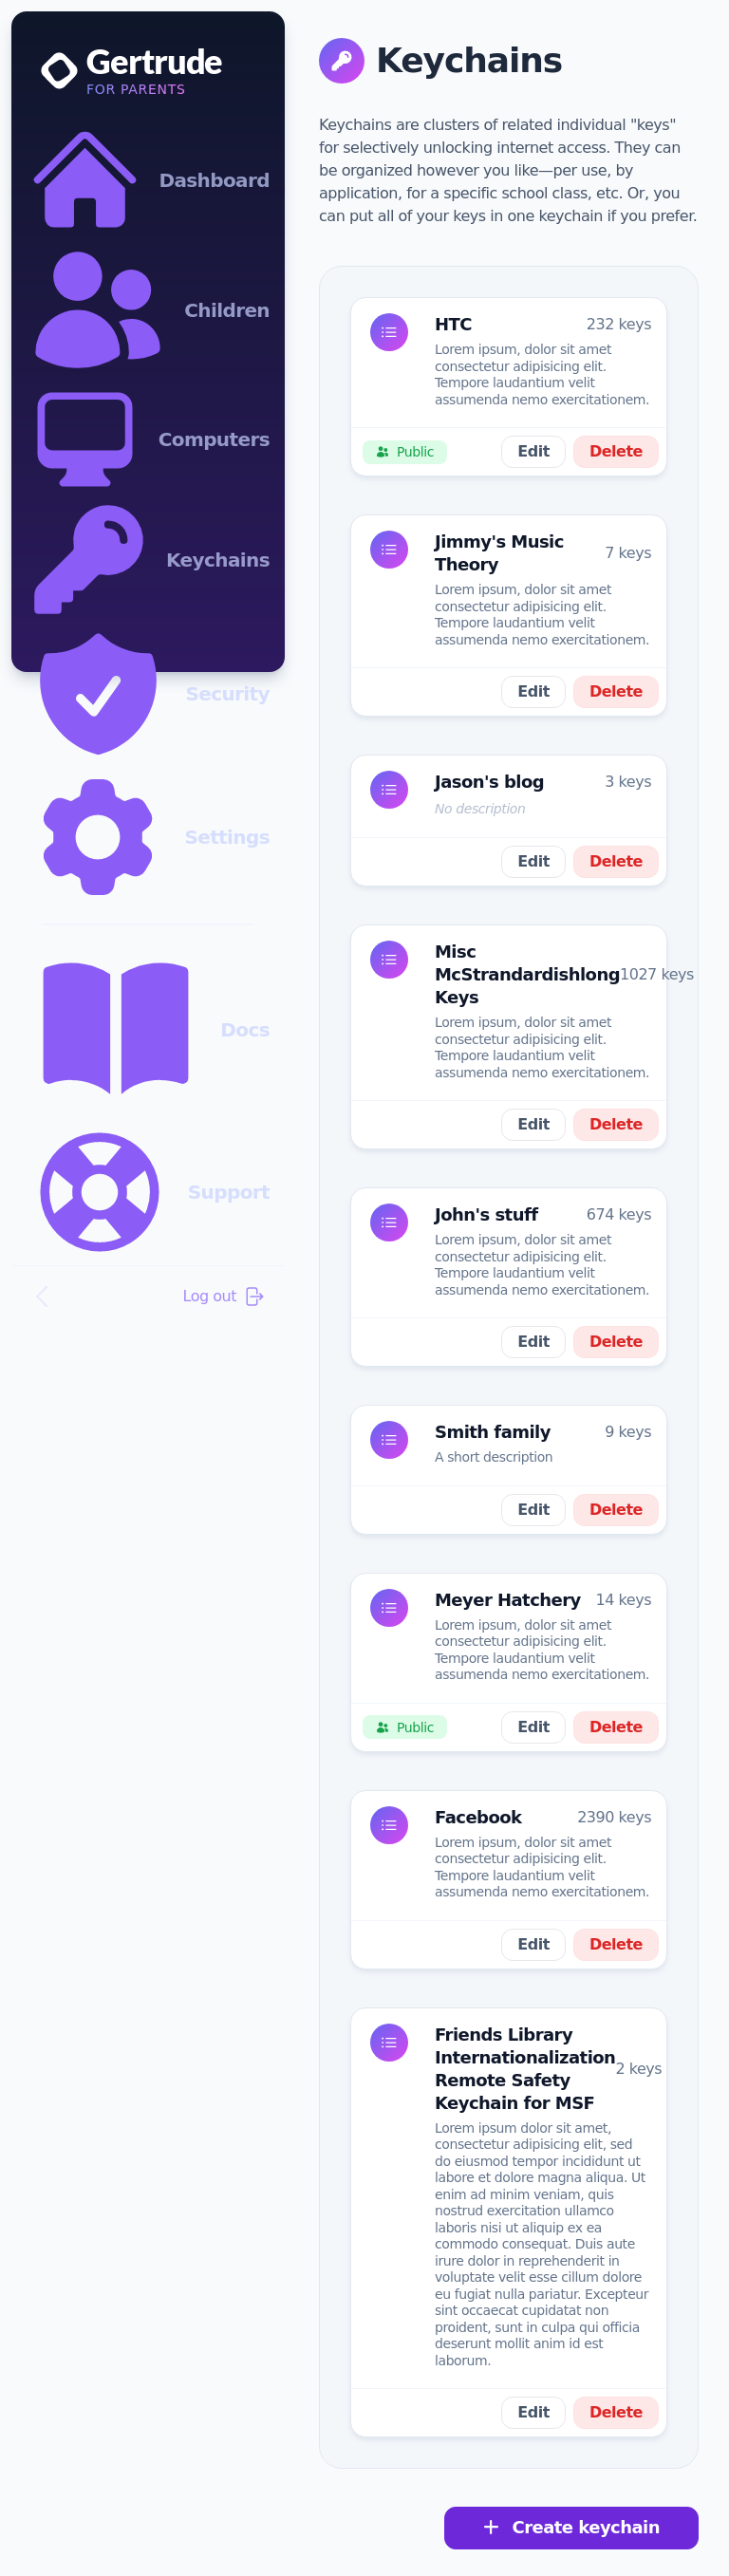 Gertrude
FOR PARENTS
Dashboard
Children
Computers
Keychains
Security
Settings
Docs
Support
Log out
Keychains
Keychains are clusters of related individual "keys"
for selectively unlocking internet access. They can
be organized however you like—per use, by
application, for a specific school class, etc. Or, you
can put all of your keys in one keychain if you prefer.
HTC
232 keys
Lorem ipsum, dolor sit amet
consectetur adipisicing elit.
Tempore laudantium velit
assumenda nemo exercitationem.
Public
Edit
Delete
Jimmy's Music
Theory
7 keys
Lorem ipsum, dolor sit amet
consectetur adipisicing elit.
Tempore laudantium velit
assumenda nemo exercitationem.
Edit
Delete
Jason's blog
3 keys
No description
Edit
Delete
Misc
McStrandardishlong
Keys
1027 keys
Lorem ipsum, dolor sit amet
consectetur adipisicing elit.
Tempore laudantium velit
assumenda nemo exercitationem.
Edit
Delete
John's stuff
674 keys
Lorem ipsum, dolor sit amet
consectetur adipisicing elit.
Tempore laudantium velit
assumenda nemo exercitationem.
Edit
Delete
Smith family
9 keys
A short description
Edit
Delete
Meyer Hatchery
14 keys
Lorem ipsum, dolor sit amet
consectetur adipisicing elit.
Tempore laudantium velit
assumenda nemo exercitationem.
Public
Edit
Delete
Facebook
2390 keys
Lorem ipsum, dolor sit amet
consectetur adipisicing elit.
Tempore laudantium velit
assumenda nemo exercitationem.
Edit
Delete
Friends Library
Internationalization
Remote Safety
Keychain for MSF
2 keys
Lorem ipsum dolor sit amet,
consectetur adipisicing elit, sed
do eiusmod tempor incididunt ut
labore et dolore magna aliqua. Ut
enim ad minim veniam, quis
nostrud exercitation ullamco
laboris nisi ut aliquip ex ea
commodo consequat. Duis aute
irure dolor in reprehenderit in
voluptate velit esse cillum dolore
eu fugiat nulla pariatur. Excepteur
sint occaecat cupidatat non
proident, sunt in culpa qui officia
deserunt mollit anim id est
laborum.
Edit
Delete
Create keychain